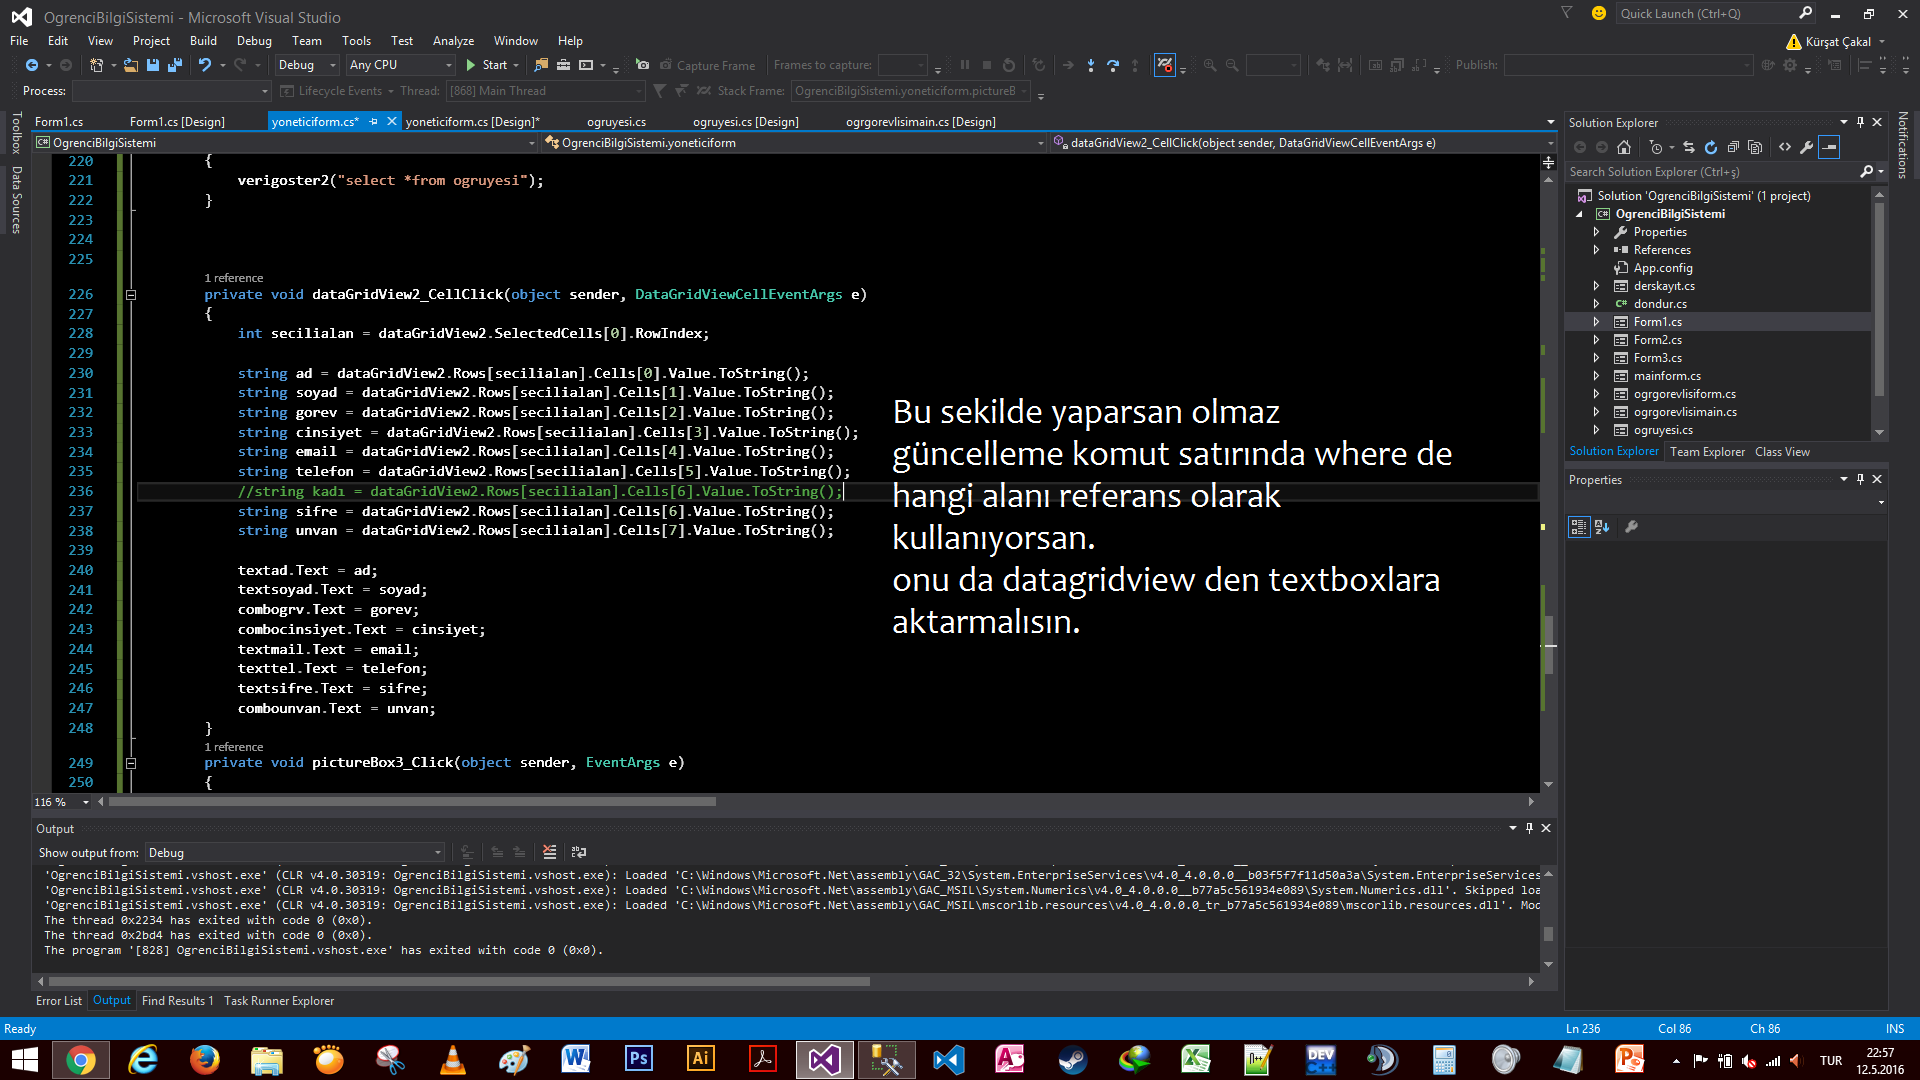 OgrenciBilgiSistemi - Microsoft Visual Studio
Quick Launch (Ctrl+Q)
File Edit View Project Build Debug Team Tools Test Analyze Window Help
Kürşat Çakal
Debug Any CPU Start Capture Frame Frames to capture: Publish:
Process: Lifecycle Events Thread: [868] Main Thread Stack Frame: OgrenciBilgiSistemi.yoneticiform.pictureB
Toolbox
Data Sources
Notifications
Form1.cs Form1.cs [Design] yoneticiform.cs* yoneticiform.cs [Design]* ogruyesi.cs ogruyesi.cs [Design] ogrgorevlisimain.cs [Design]
OgrenciBilgiSistemi OgrenciBilgiSistemi.yoneticiform dataGridView2_CellClick(object sender, DataGridViewCellEventArgs e)
220 {
221 verigoster2("select *from ogruyesi");
222 }
223
224
225
1 reference
226 private void dataGridView2_CellClick(object sender, DataGridViewCellEventArgs e)
227 {
228 int secilialan = dataGridView2.SelectedCells[0].RowIndex;
229
230 string ad = dataGridView2.Rows[secilialan].Cells[0].Value.ToString();
231 string soyad = dataGridView2.Rows[secilialan].Cells[1].Value.ToString();
232 string gorev = dataGridView2.Rows[secilialan].Cells[2].Value.ToString();
233 string cinsiyet = dataGridView2.Rows[secilialan].Cells[3].Value.ToString();
234 string email = dataGridView2.Rows[secilialan].Cells[4].Value.ToString();
235 string telefon = dataGridView2.Rows[secilialan].Cells[5].Value.ToString();
236 //string kadı = dataGridView2.Rows[secilialan].Cells[6].Value.ToString();
237 string sifre = dataGridView2.Rows[secilialan].Cells[6].Value.ToString();
238 string unvan = dataGridView2.Rows[secilialan].Cells[7].Value.ToString();
239
240 textad.Text = ad;
241 textsoyad.Text = soyad;
242 combogrv.Text = gorev;
243 combocinsiyet.Text = cinsiyet;
244 textmail.Text = email;
245 texttel.Text = telefon;
246 textsifre.Text = sifre;
247 combounvan.Text = unvan;
248 }
1 reference
249 private void pictureBox3_Click(object sender, EventArgs e)
250 {
Bu sekilde yaparsan olmaz
güncelleme komut satırında where de
hangi alanı referans olarak
kullanıyorsan.
onu da datagridview den textboxlara
aktarmalısın.
116 %
Solution Explorer
Search Solution Explorer (Ctrl+ş)
Solution 'OgrenciBilgiSistemi' (1 project)
OgrenciBilgiSistemi
Properties
References
App.config
derskayıt.cs
dondur.cs
Form1.cs
Form2.cs
Form3.cs
mainform.cs
ogrgorevlisiform.cs
ogrgorevlisimain.cs
ogruyesi.cs
Solution Explorer Team Explorer Class View
Properties
Output
Show output from: Debug
'OgrenciBilgiSistemi.vshost.exe' (CLR v4.0.30319: OgrenciBilgiSistemi.vshost.exe): Loaded 'C:\Windows\Microsoft.Net\assembly\GAC_32\System.EnterpriseServices\v4.0_4.0.0.0__b03f5f7f11d50a3a\System.EnterpriseServices
'OgrenciBilgiSistemi.vshost.exe' (CLR v4.0.30319: OgrenciBilgiSistemi.vshost.exe): Loaded 'C:\Windows\Microsoft.Net\assembly\GAC_MSIL\System.Numerics\v4.0_4.0.0.0__b77a5c561934e089\System.Numerics.dll'. Skipped loa
'OgrenciBilgiSistemi.vshost.exe' (CLR v4.0.30319: OgrenciBilgiSistemi.vshost.exe): Loaded 'C:\Windows\Microsoft.Net\assembly\GAC_MSIL\mscorlib.resources\v4.0_4.0.0.0_tr_b77a5c561934e089\mscorlib.resources.dll'. Mod
The thread 0x2234 has exited with code 0 (0x0).
The thread 0x2bd4 has exited with code 0 (0x0).
The program '[828] OgrenciBilgiSistemi.vshost.exe' has exited with code 0 (0x0).
Error List Output Find Results 1 Task Runner Explorer
Ready Ln 236 Col 86 Ch 86 INS
TUR
22:57
12.5.2016